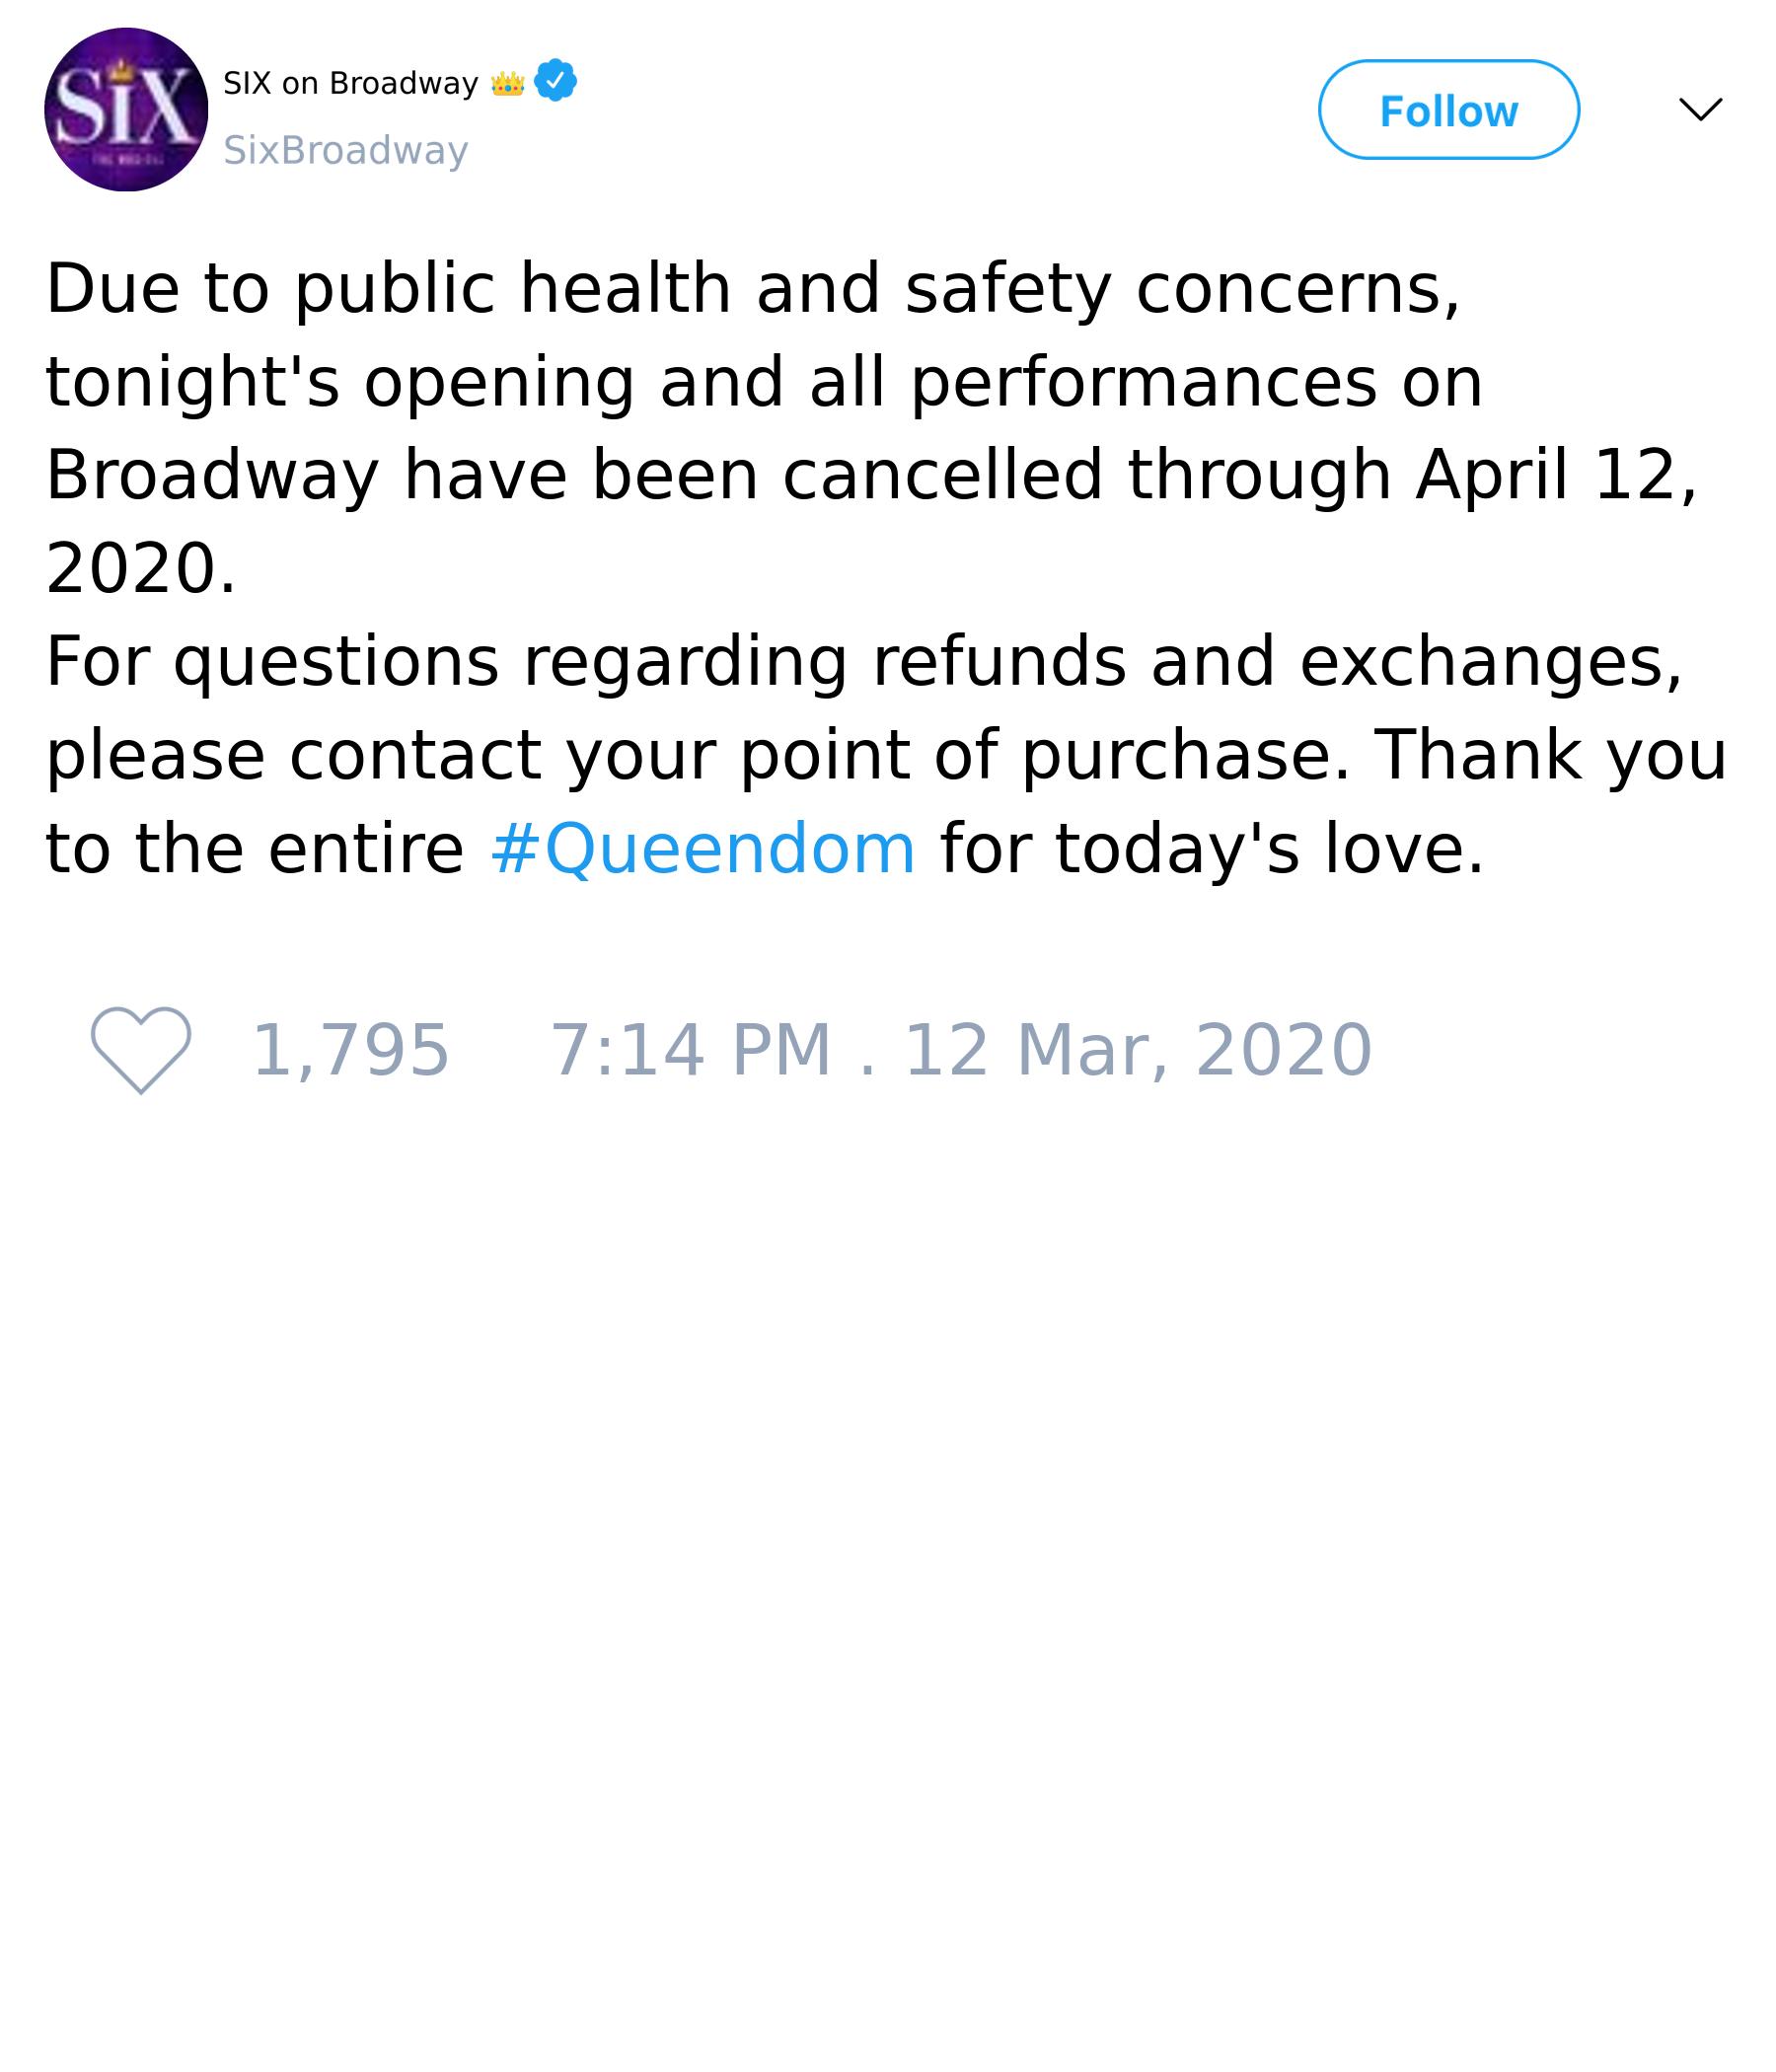 SIX
SIX on Broadway 👑
SixBroadway
Follow
Due to public health and safety concerns,
tonight's opening and all performances on
Broadway have been cancelled through April 12,
2020.
For questions regarding refunds and exchanges,
please contact your point of purchase. Thank you
to the entire #Queendom for today's love.
1,795 7:14 PM . 12 Mar, 2020